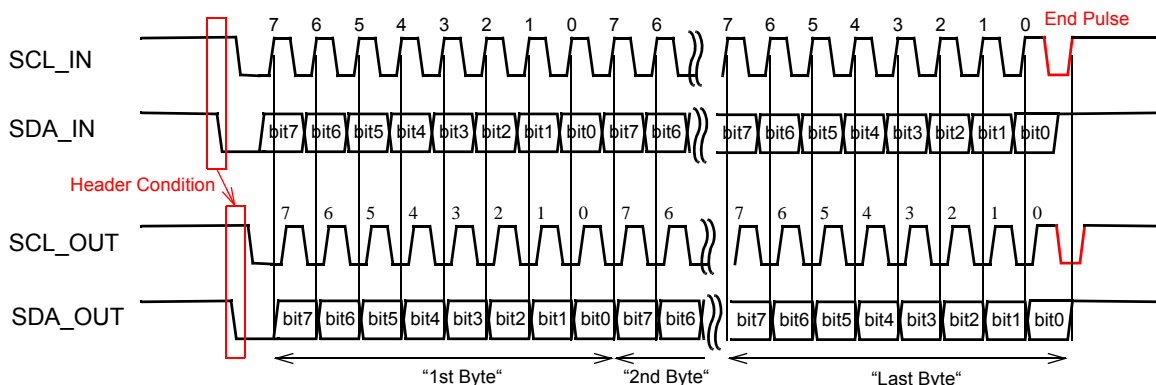 7 6 5 4 3 2 1 0 7 6 7 6 5 4 3 2 1 0 End Pulse
SCL_IN
SDA_IN bit7 bit6 bit5 bit4 bit3 bit2 bit1 bit0 bit7 bit6 bit7 bit6 bit5 bit4 bit3 bit2 bit1 bit0
Header Condition
7 6 5 4 3 2 1 0 7 6 7 6 5 4 3 2 1 0
SCL_OUT
SDA_OUT bit7 bit6 bit5 bit4 bit3 bit2 bit1 bit0 bit7 bit6 bit7 bit6 bit5 bit4 bit3 bit2 bit1 bit0
“1st Byte“ “2nd Byte“ “Last Byte“